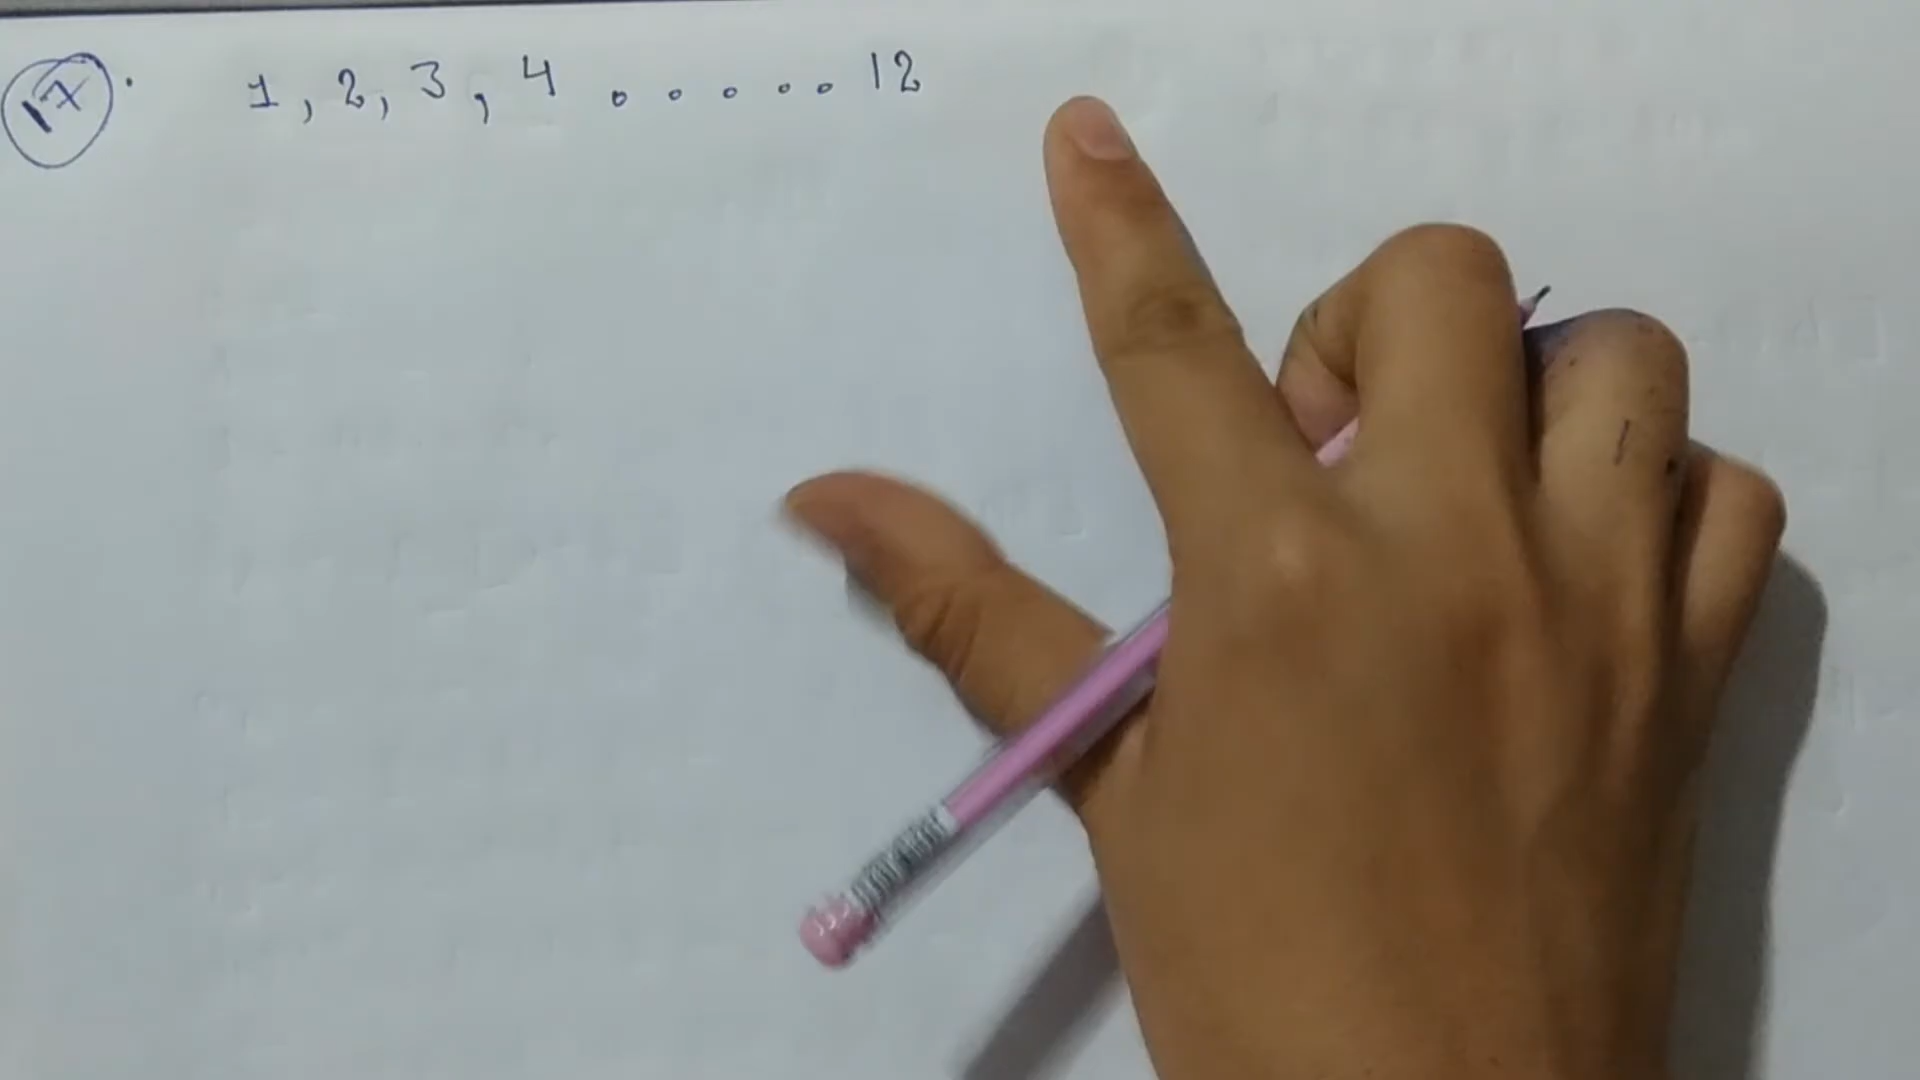 17. 1, 2, 3, 4 . . . . . 12